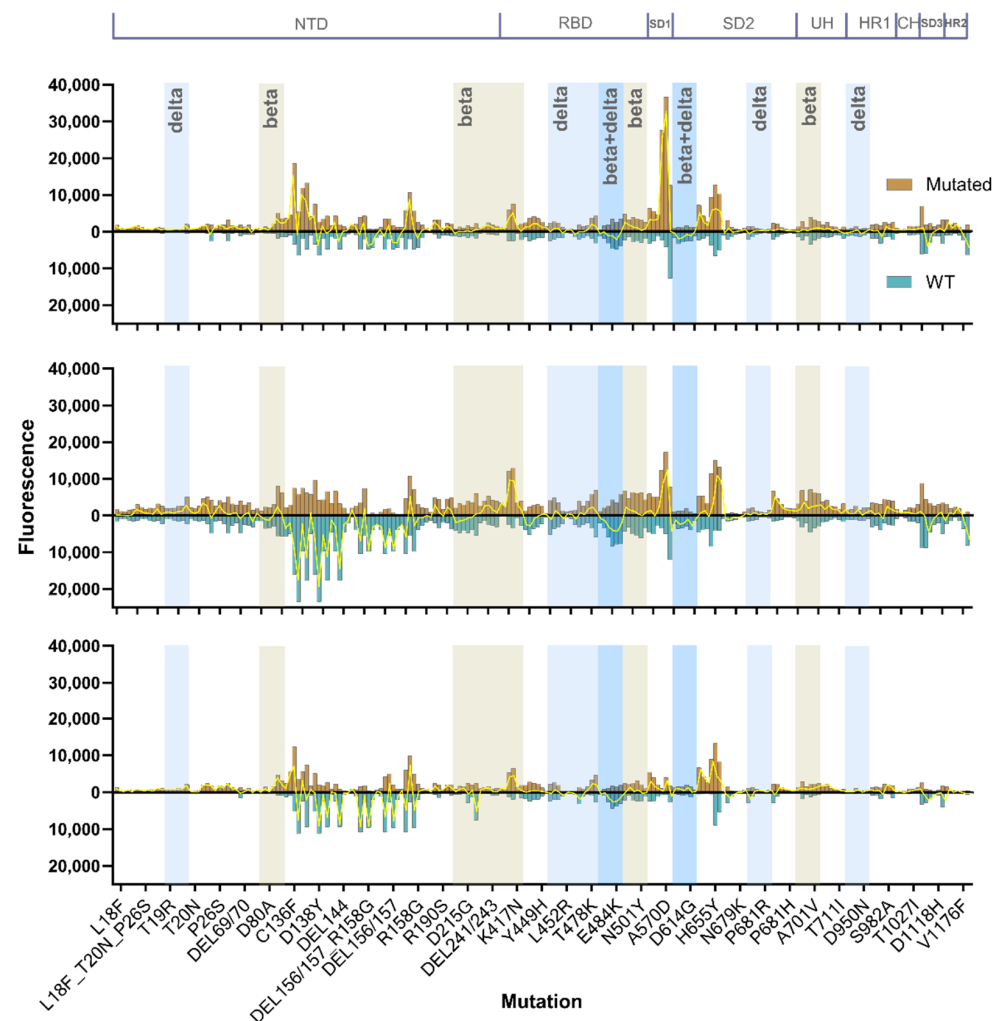 NTD RBD SD1 SD2 UH HR1 CH SD3 HR2
40,000
30,000
20,000
10,000
0
10,000
20,000
delta
beta
beta
delta
beta+delta
beta
beta+delta
delta
beta
delta
Mutated
WT
Fluorescence
40,000
30,000
20,000
10,000
0
10,000
20,000
40,000
30,000
20,000
10,000
0
10,000
20,000
L18F
L18F_T20N_P26S
T19R
T20N
P26S
DEL69/70
D80A
C136F
D138Y
DEL144
DEL156/157_R158G
DEL156/157
R158G
R190S
D215G
DEL241/243
K417N
Y449H
L452R
T478K
E484K
N501Y
A570D
D614G
H655Y
N679K
P681R
P681H
A701V
T711I
D950N
S982A
T1027I
D1118H
V1176F
Mutation